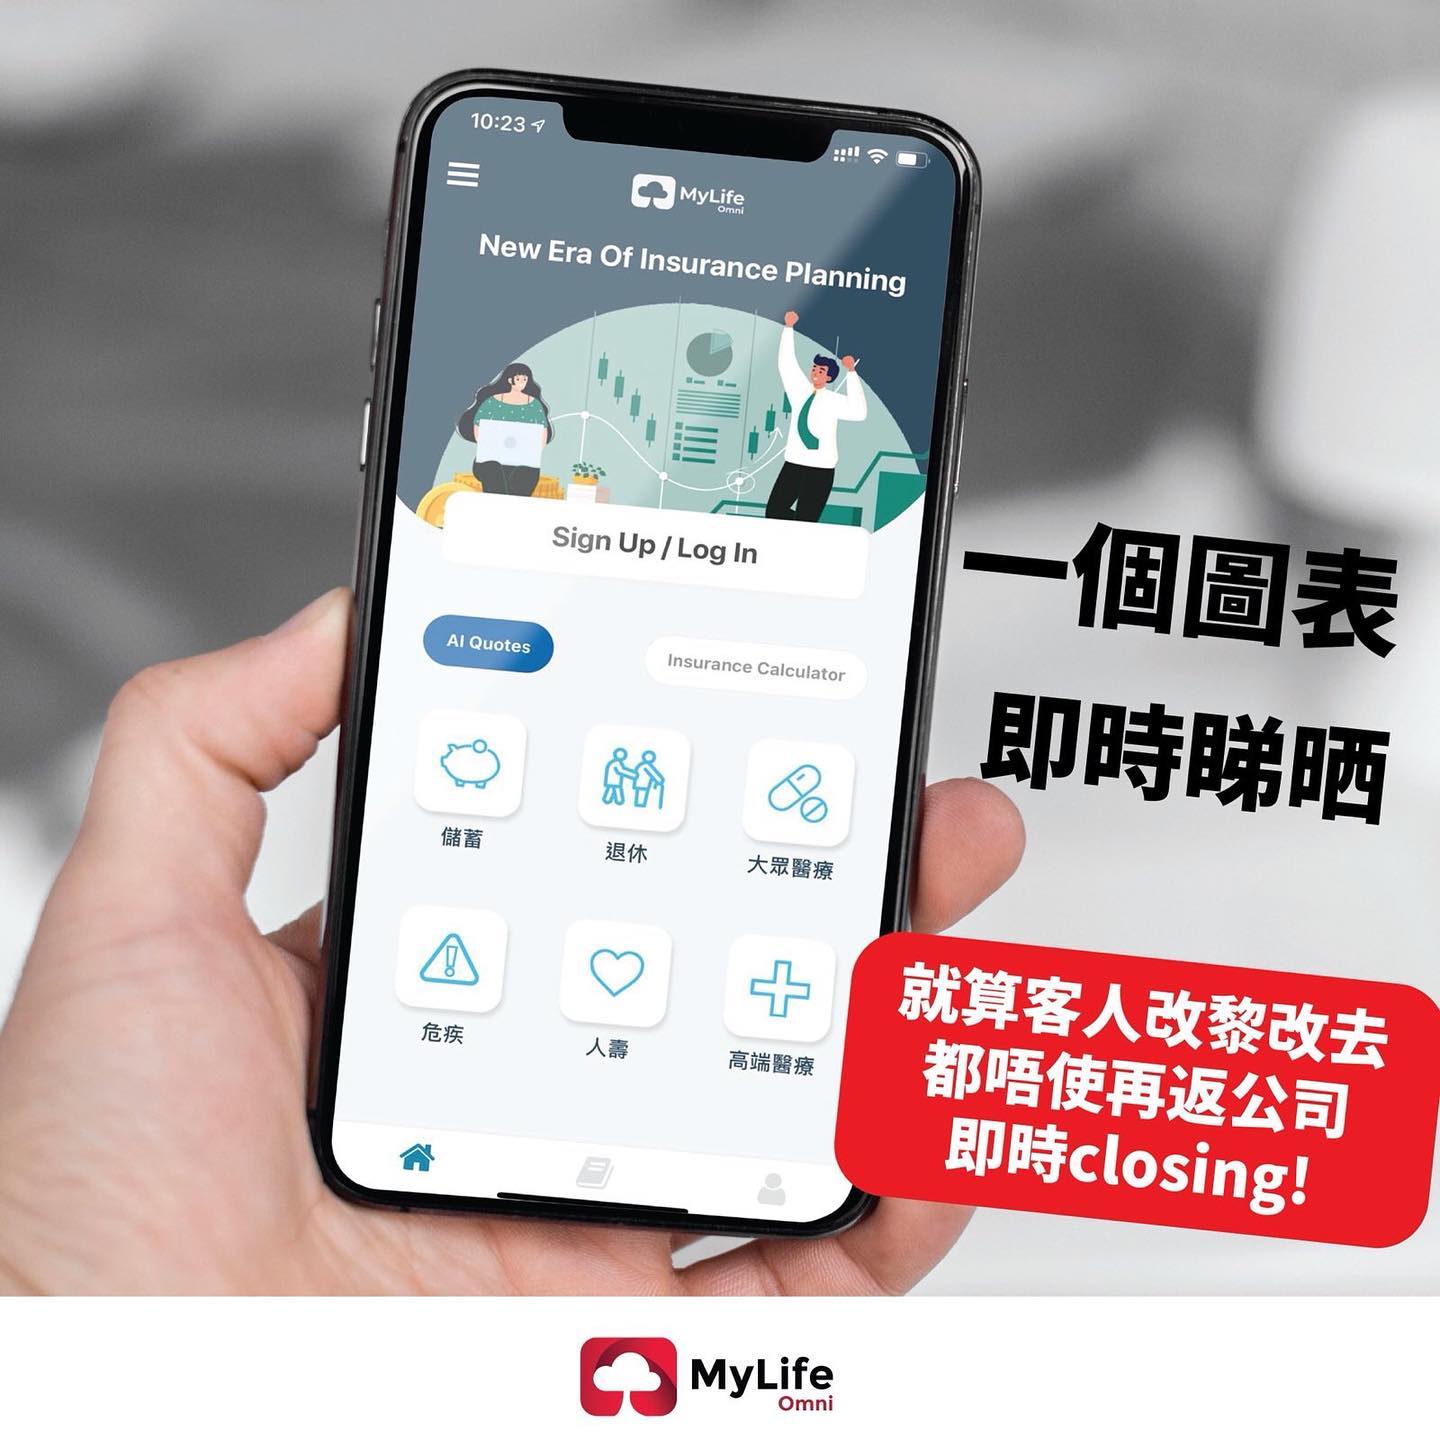 10:23
MyLife
Omni
New Era Of Insurance Planning
Sign Up / Log In
AI Quotes
Insurance Calculator
儲蓄
退休
大眾醫療
危疾
人壽
高端醫療
一個圖表
即時睇晒
就算客人改黎改去
都唔使再返公司
即時closing!
MyLife
Omni